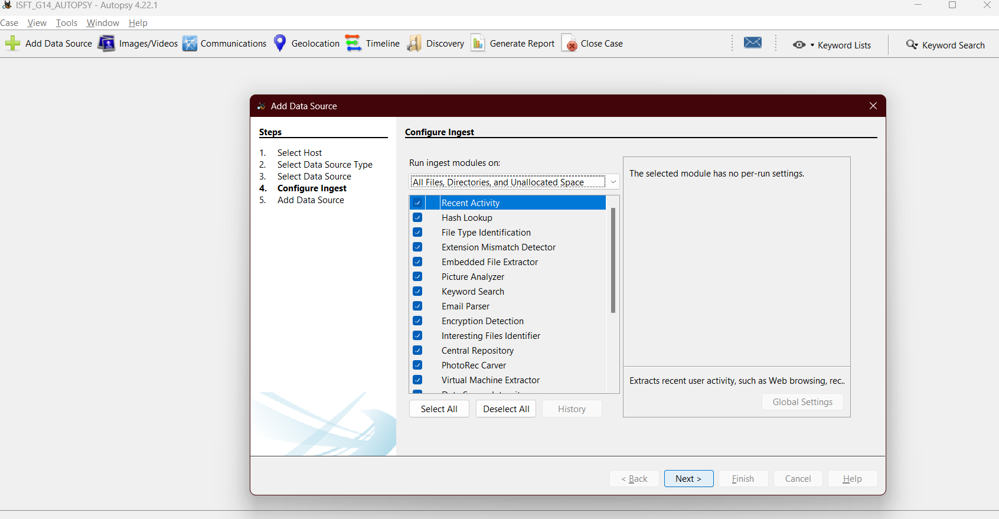 ISFT_G14_AUTOPSY - Autopsy 4.22.1
Case View Tools Window Help
Add Data Source Images/Videos Communications Geolocation Timeline Discovery Generate Report Close Case Keyword Lists Keyword Search
Add Data Source
Steps
1. Select Host
2. Select Data Source Type
3. Select Data Source
4. Configure Ingest
5. Add Data Source
Configure Ingest
Run ingest modules on:
All Files, Directories, and Unallocated Space
Recent Activity
Hash Lookup
File Type Identification
Extension Mismatch Detector
Embedded File Extractor
Picture Analyzer
Keyword Search
Email Parser
Encryption Detection
Interesting Files Identifier
Central Repository
PhotoRec Carver
Virtual Machine Extractor
Select All Deselect All History
The selected module has no per-run settings.
Extracts recent user activity, such as Web browsing, rec..
Global Settings
< Back Next > Finish Cancel Help